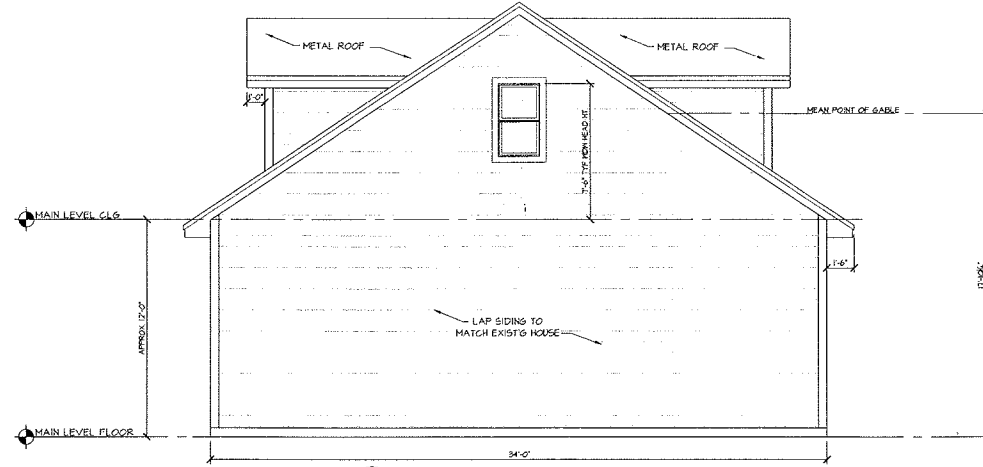 METAL ROOF
METAL ROOF
1'-0"
MEAN POINT OF GABLE
7'-6" TYP WDW HEAD HT.
MAIN LEVEL CLG
1'-6"
APPROX 12'-0"
LAP SIDING TO
MATCH EXIST'G HOUSE
MAIN LEVEL FLOOR
34'-0"